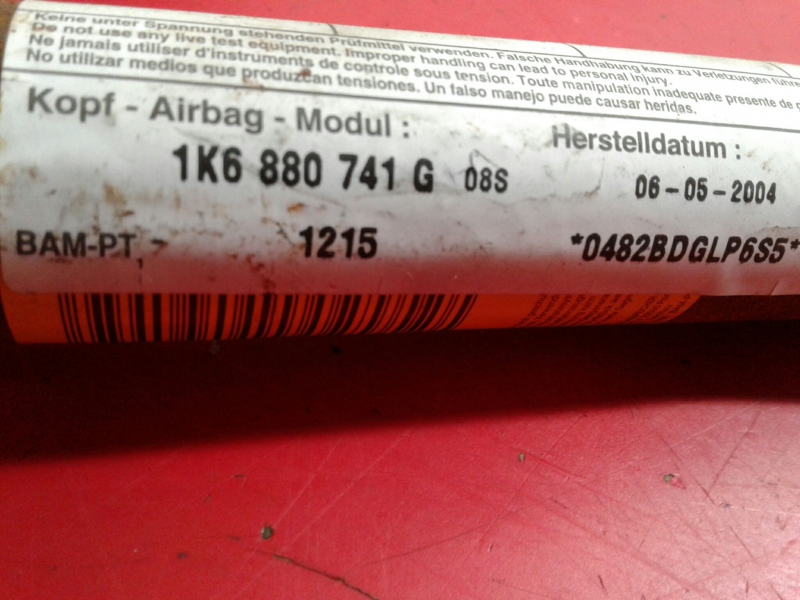 Keine unter Spannung stehenden Prüfmittel verwenden. Falsche Handhabung kann zu Verletzungen führe
Do not use any live test equipment. Improper handling can lead to personal injury.
Ne jamais utiliser d'instruments de controle sous tension. Toute manipulation inadequate presente de
No utilizar medios que produzcan tensiones. Un falso manejo puede causar heridas.
Kopf - Airbag - Modul :
Herstelldatum :
1K6 880 741 G 08S
06-05-2004
BAM-PT, - 1215
*0482BDGLP6S5*